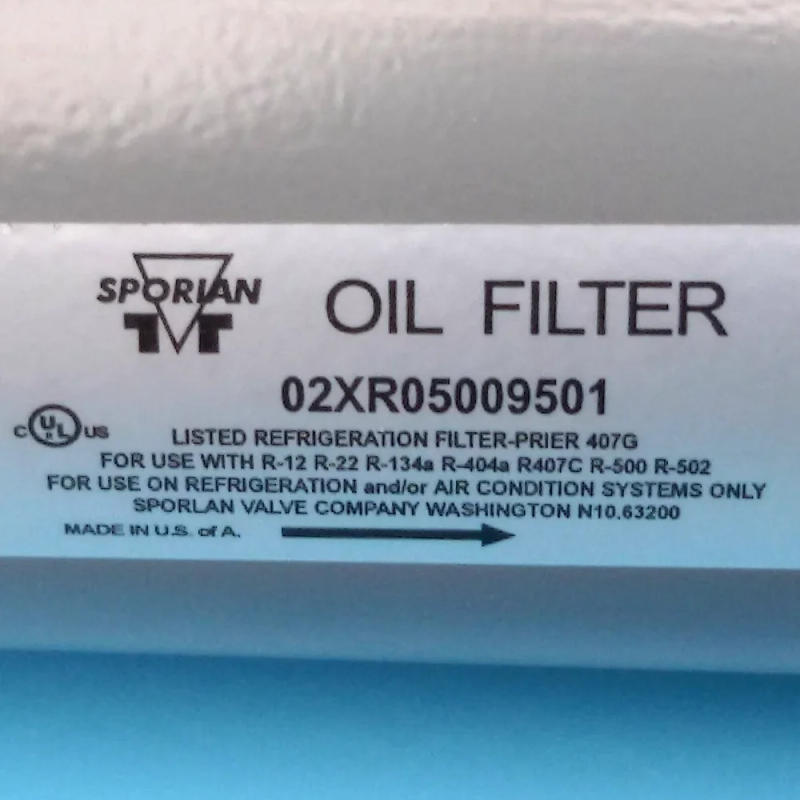 SPORIAN
OIL FILTER
02XR05009501
C UL US
LISTED REFRIGERATION FILTER-PRIER 407G
FOR USE WITH R-12 R-22 R-134a R-404a R407C R-500 R-502
FOR USE ON REFRIGERATION and/or AIR CONDITION SYSTEMS ONLY
SPORLAN VALVE COMPANY WASHINGTON N10.63200
MADE IN U.S. of A.